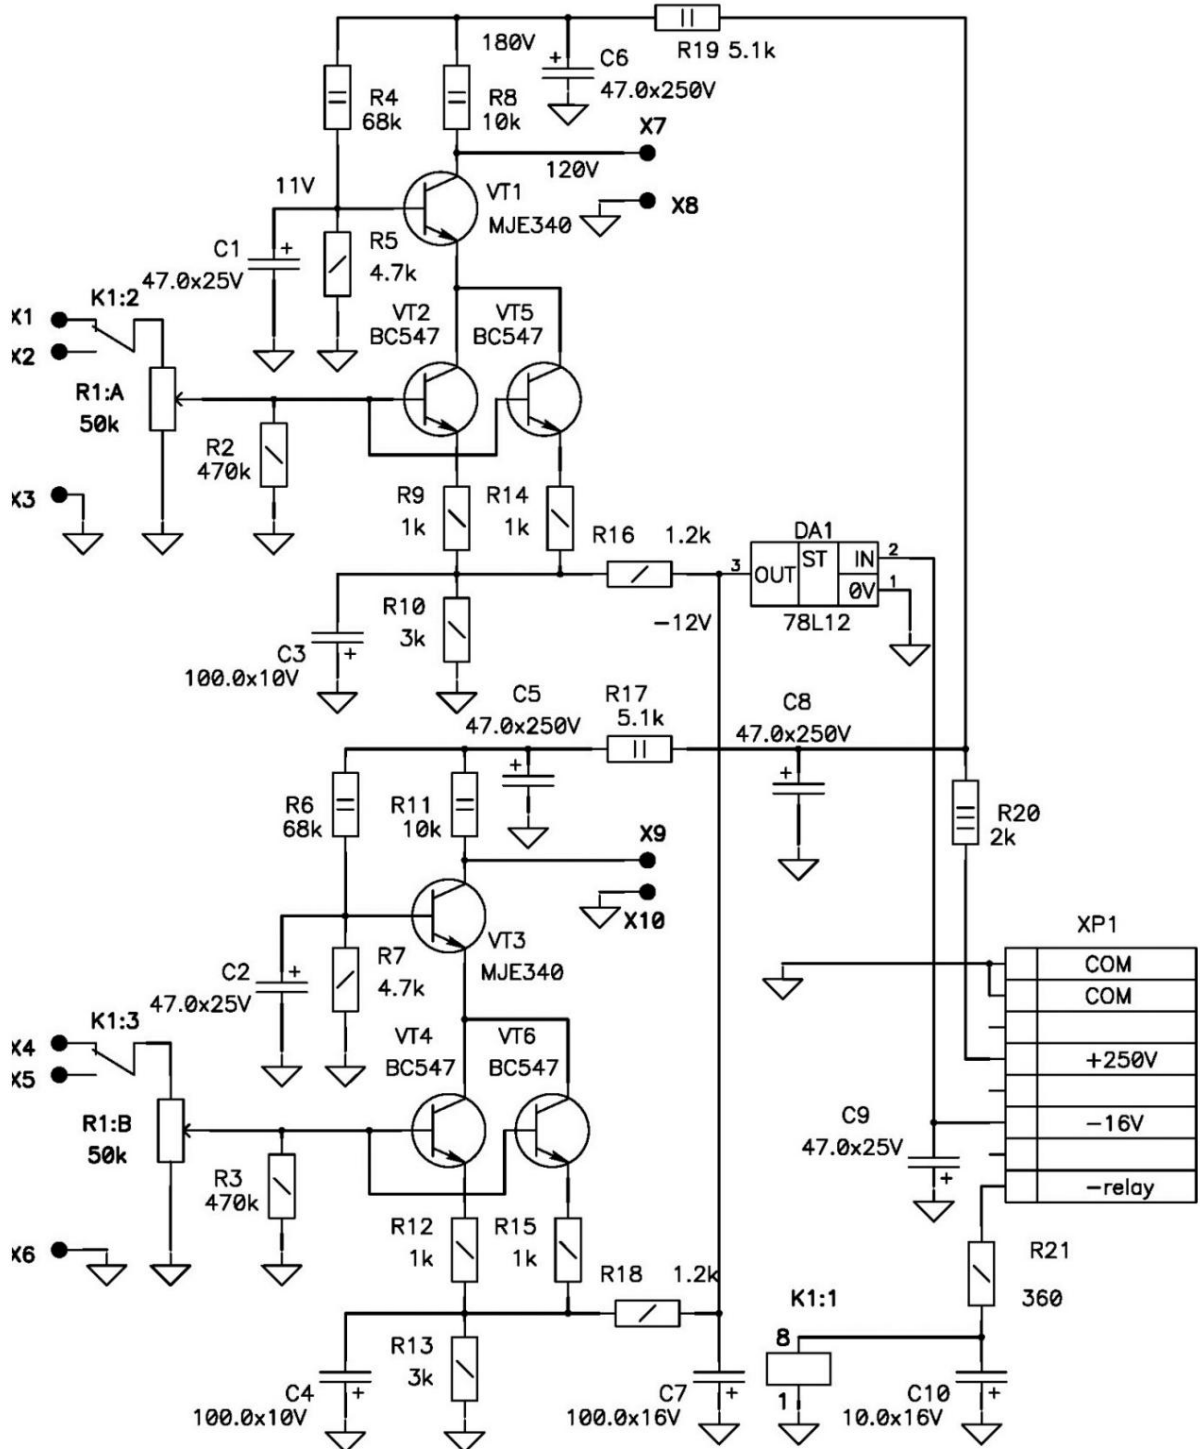 R19 5.1k
180V
C6
47.0x250V
R4
68k
R8
10k
X7
120V
11V
VT1
X8
MJE340
C1
+
47.0x25V
R5
4.7k
K1:2
X1
X2
VT2
BC547
VT5
BC547
R1:A
50k
R2
470k
X3
R9
1k
R14
1k
R16 1.2k
DA1
3 OUT ST IN 2
0V 1
78L12
R10
3k
-12V
C3
+
100.0x10V
C5
47.0x250V
R17
5.1k
C8
47.0x250V
R6
68k
R11
10k
X9
R20
2k
X10
XP1
VT3
MJE340
C2
+
47.0x25V
R7
4.7k
COM
COM
+250V
-16V
-relay
K1:3
X4
X5
VT4
BC547
VT6
BC547
R1:B
50k
C9
47.0x25V
+
R3
470k
X6
R12
1k
R15
1k
R18 1.2k
R21
360
K1:1
8
1
R13
3k
C4
+
100.0x10V
C7
+
100.0x16V
C10
+
10.0x16V